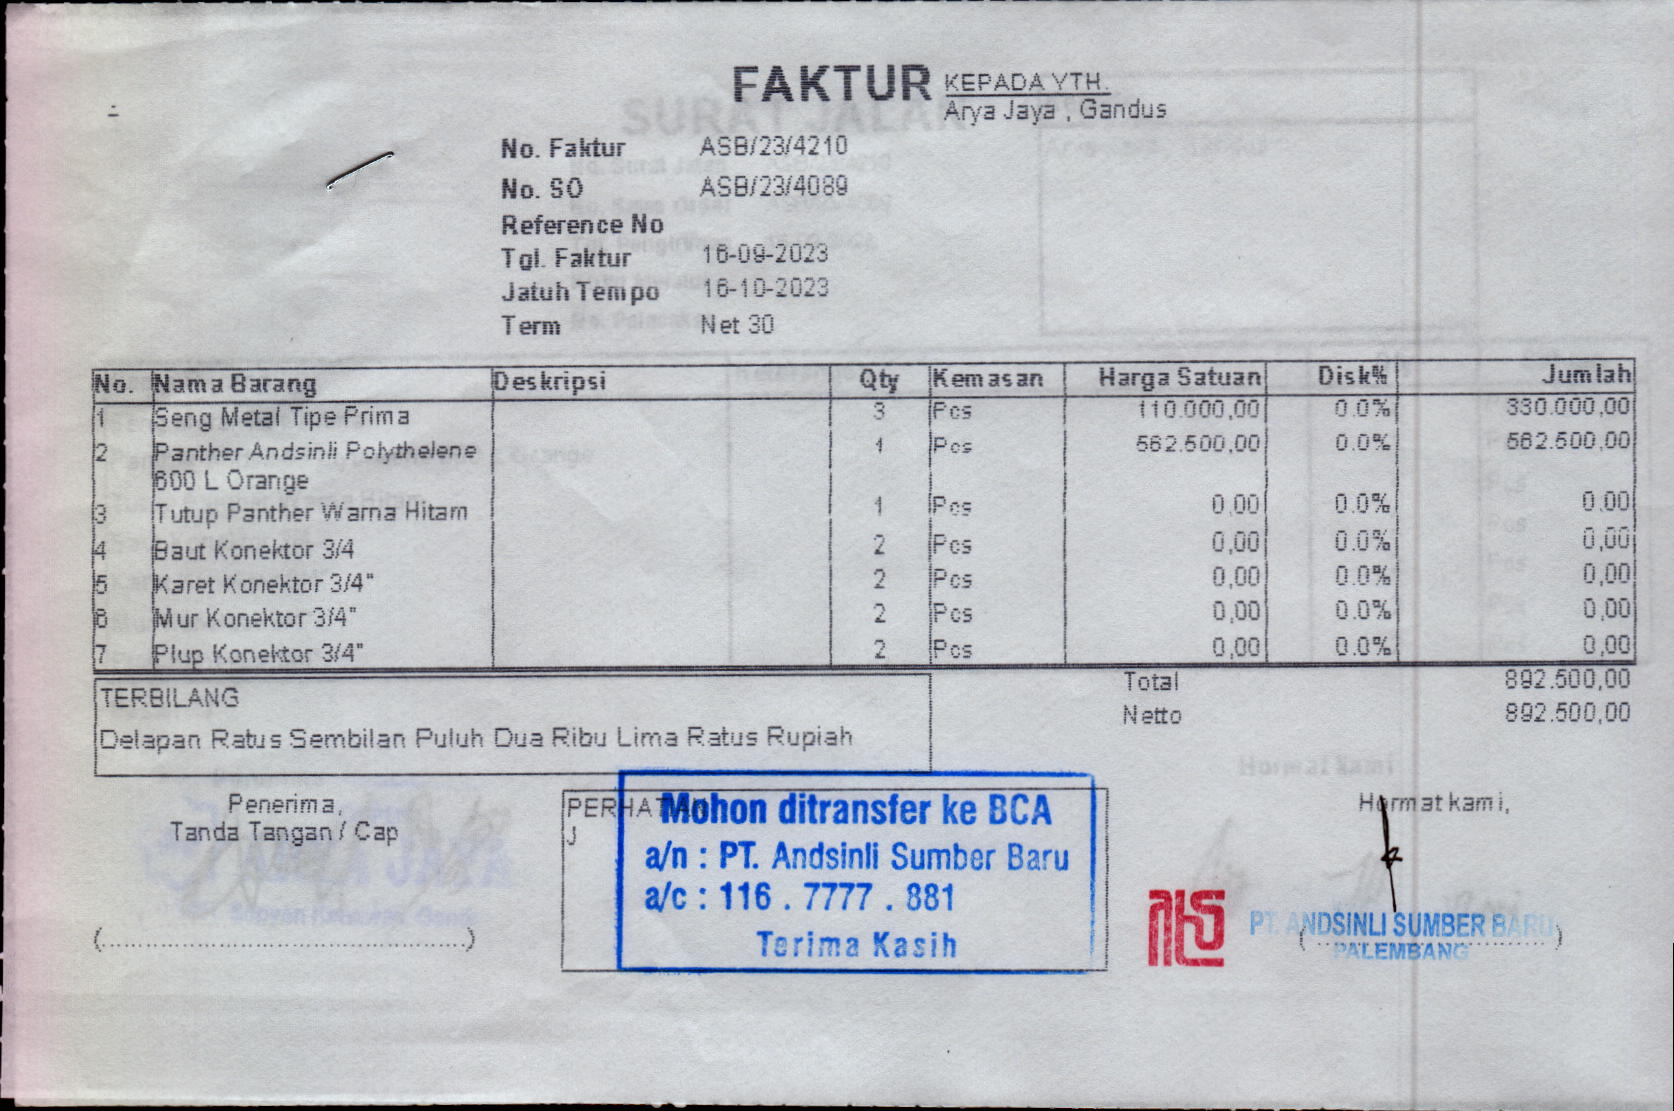 FAKTUR
KEPADA YTH.
Arya Jaya , Gandus
No. Faktur ASB/23/4210
No. SO ASB/23/4089
Reference No
Tgl. Faktur 16-09-2023
Jatuh Tempo 16-10-2023
Term Net 30
No. Nama Barang Deskripsi Qty Kemasan Harga Satuan Disk% Jumlah
1 Seng Metal Tipe Prima 3 Pcs 110.000,00 0.0% 330.000,00
2 Panther Andsinli Polythelene 1 Pcs 562.500,00 0.0% 562.500,00
600 L Orange
3 Tutup Panther Warna Hitam 1 Pcs 0,00 0.0% 0,00
4 Baut Konektor 3/4 2 Pcs 0,00 0.0% 0,00
5 Karet Konektor 3/4" 2 Pcs 0,00 0.0% 0,00
6 Mur Konektor 3/4" 2 Pcs 0,00 0.0% 0,00
7 Plup Konektor 3/4" 2 Pcs 0,00 0.0% 0,00
Total 892.500,00
Netto 892.500,00
TERBILANG
Delapan Ratus Sembilan Puluh Dua Ribu Lima Ratus Rupiah
Penerima,
Tanda Tangan / Cap
(......................................................)
J
Mohon ditransfer ke BCA
a/n : PT. Andsinli Sumber Baru
a/c : 116 . 7777 . 881
Terima Kasih
Hormat kami,
PT. ANDSINLI SUMBER BARU
PALEMBANG